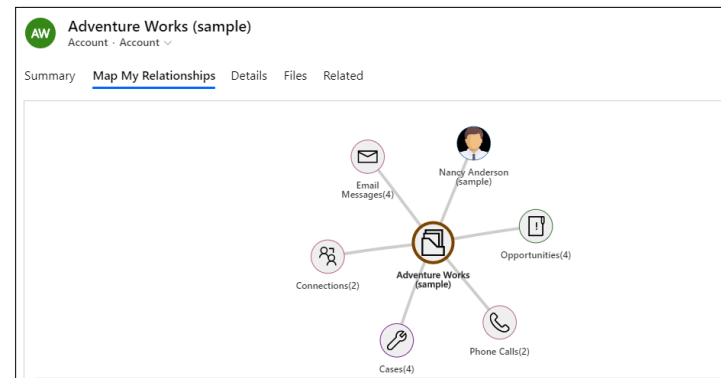 AW
Adventure Works (sample)
Account · Account
Summary Map My Relationships Details Files Related
Email
Messages(4)
Nancy Anderson
(sample)
Opportunities(4)
Connections(2)
Adventure Works
(sample)
Phone Calls(2)
Cases(4)